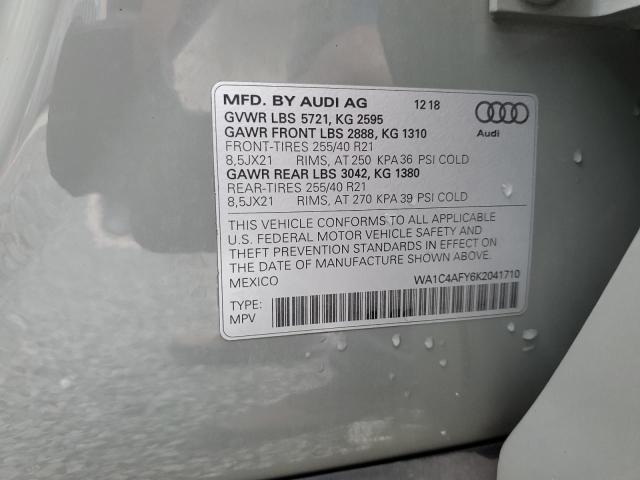 MFD. BY AUDI AG 12 18
GVWR LBS 5721, KG 2595
GAWR FRONT LBS 2888, KG 1310
FRONT-TIRES 255/40 R21
8,5JX21 RIMS, AT 250 KPA 36 PSI COLD
GAWR REAR LBS 3042, KG 1380
REAR-TIRES 255/40 R21
8,5JX21 RIMS, AT 270 KPA 39 PSI COLD
Audi
THIS VEHICLE CONFORMS TO ALL APPLICABLE
U.S. FEDERAL MOTOR VEHICLE SAFETY AND
THEFT PREVENTION STANDARDS IN EFFECT ON
THE DATE OF MANUFACTURE SHOWN ABOVE.
MEXICO WA1C4AFY6K2041710
TYPE:
MPV